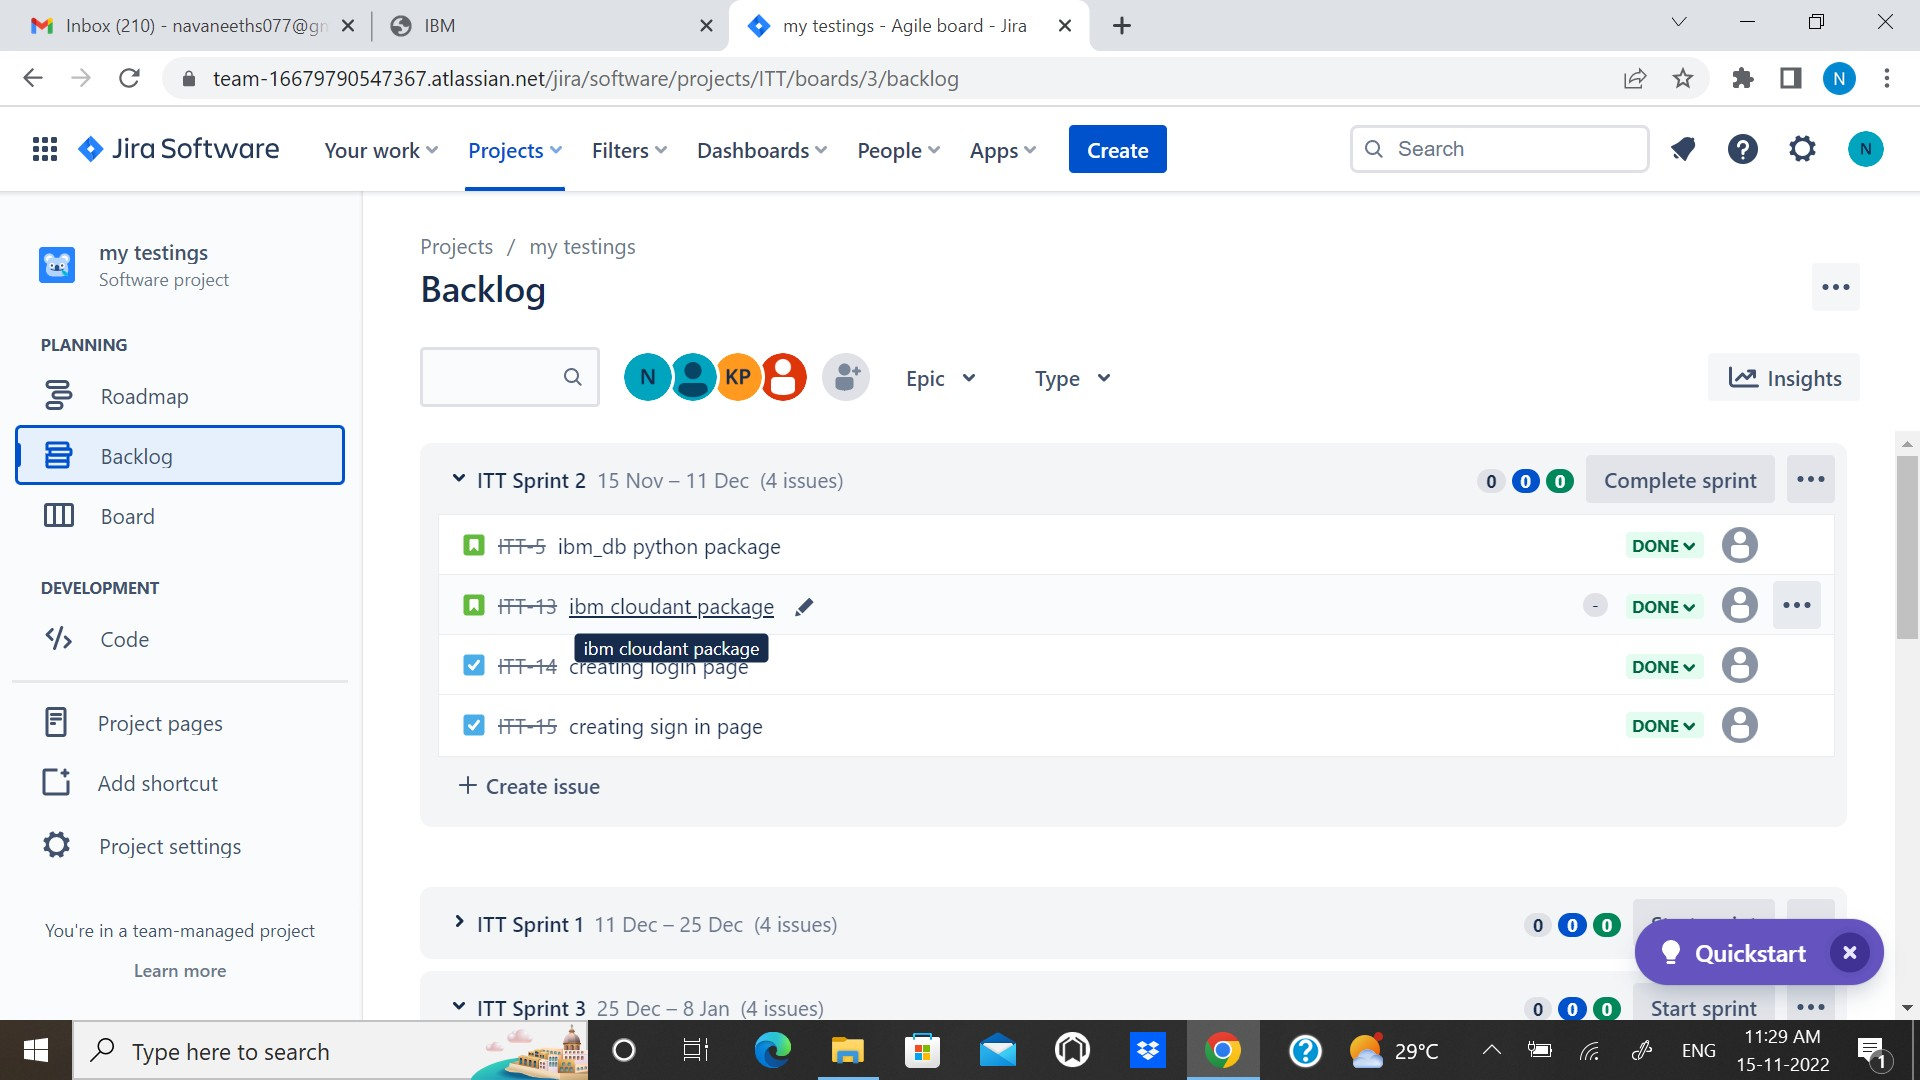 Inbox (210) - navaneeths077@gm
IBM
my testings - Agile board - Jira
team-16679790547367.atlassian.net/jira/software/projects/ITT/boards/3/backlog
N
Jira Software
Your work
Projects
Filters
Dashboards
People
Apps
Create
Search
N
my testings
Software project
PLANNING
Roadmap
Backlog
Board
DEVELOPMENT
Code
Project pages
Add shortcut
Project settings
You're in a team-managed project
Learn more
Projects / my testings
Backlog
N
KP
Epic
Type
Insights
ITT Sprint 2 15 Nov – 11 Dec (4 issues)
0 0 0
Complete sprint
ITT-5 ibm_db python package
DONE
ITT-13 ibm cloudant package
-
DONE
ibm cloudant package
ITT-14 creating login page
DONE
ITT-15 creating sign in page
DONE
+ Create issue
ITT Sprint 1 11 Dec – 25 Dec (4 issues)
0 0 0
Quickstart
ITT Sprint 3 25 Dec – 8 Jan (4 issues)
0 0 0
Start sprint
Type here to search
29°C
ENG
11:29 AM
15-11-2022
1